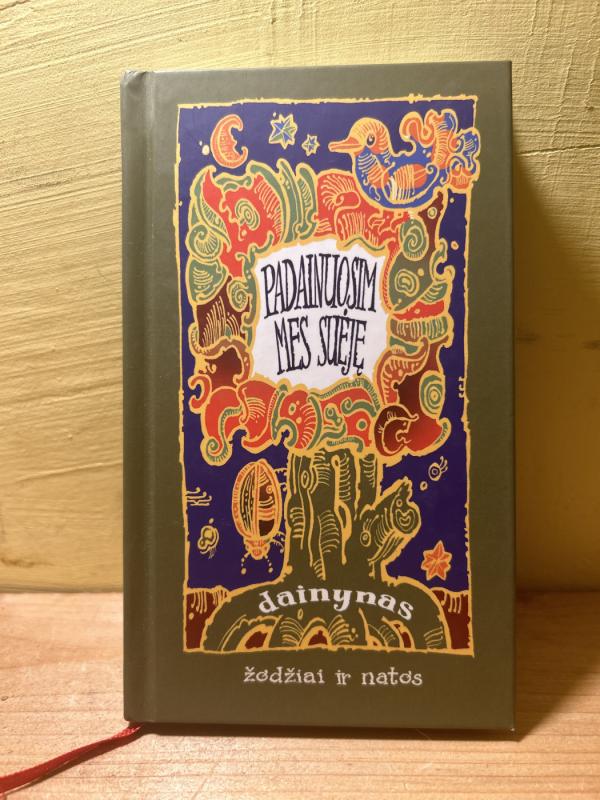 PADAINUOSIM
MES SUĖJĘ
dainynas
žodžiai ir natos